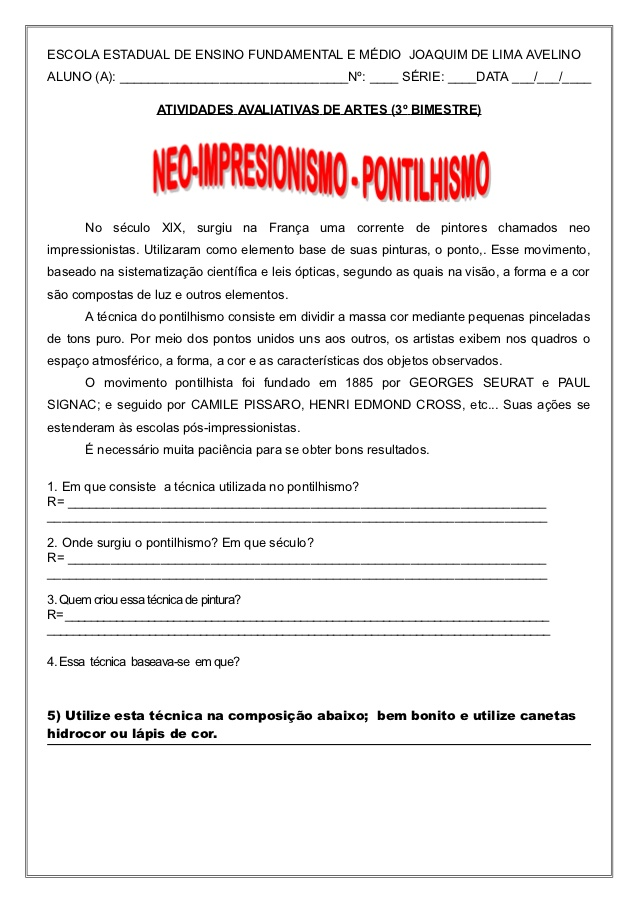 ESCOLA ESTADUAL DE ENSINO FUNDAMENTAL E MÉDIO JOAQUIM DE LIMA AVELINO
ALUNO (A): ________________________________Nº: ____ SÉRIE: ____DATA ___/___/____
ATIVIDADES AVALIATIVAS DE ARTES (3º BIMESTRE)
NEO-IMPRESIONISMO - PONTILHISMO
No século XIX, surgiu na França uma corrente de pintores chamados neo
impressionistas. Utilizaram como elemento base de suas pinturas, o ponto,. Esse movimento,
baseado na sistematização científica e leis ópticas, segundo as quais na visão, a forma e a cor
são compostas de luz e outros elementos.
A técnica do pontilhismo consiste em dividir a massa cor mediante pequenas pinceladas
de tons puro. Por meio dos pontos unidos uns aos outros, os artistas exibem nos quadros o
espaço atmosférico, a forma, a cor e as características dos objetos observados.
O movimento pontilhista foi fundado em 1885 por GEORGES SEURAT e PAUL
SIGNAC; e seguido por CAMILE PISSARO, HENRI EDMOND CROSS, etc... Suas ações se
estenderam às escolas pós-impressionistas.
É necessário muita paciência para se obter bons resultados.
1. Em que consiste a técnica utilizada no pontilhismo?
R= ___________________________________________________________________
______________________________________________________________________
2. Onde surgiu o pontilhismo? Em que século?
R= ___________________________________________________________________
______________________________________________________________________
3. Quem criou essa técnica de pintura?
R=____________________________________________________________________
______________________________________________________________________
4. Essa técnica baseava-se em que?
5) Utilize esta técnica na composição abaixo; bem bonito e utilize canetas
hidrocor ou lápis de cor.